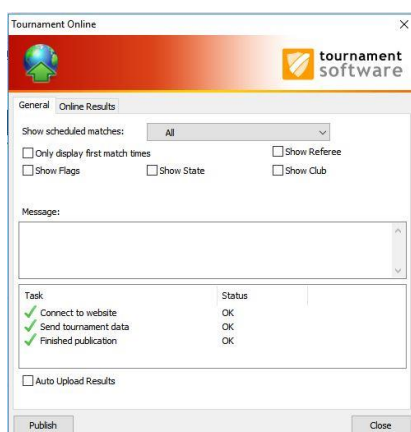 Tournament Online
tournament
software
General Online Results
Show scheduled matches: All
Only display first match times Show Referee
Show Flags Show State Show Club
Message:
Task Status
Connect to website OK
Send tournament data OK
Finished publication OK
Auto Upload Results
Publish Close